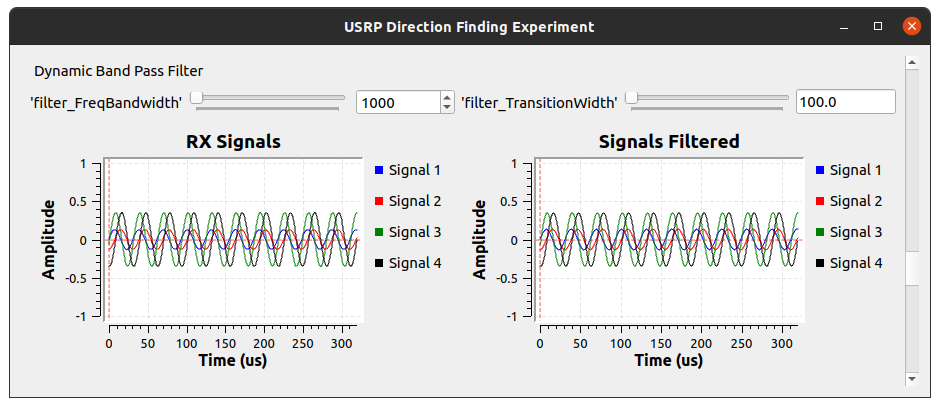 USRP Direction Finding Experiment
Dynamic Band Pass Filter
'filter_FreqBandwidth' 1000 'filter_TransitionWidth' 100.0
RX Signals
Amplitude
1
0.5
0
-0.5
-1
0 50 100 150 200 250 300
Time (us)
Signal 1
Signal 2
Signal 3
Signal 4
Signals Filtered
Amplitude
1
0.5
0
-0.5
-1
0 50 100 150 200 250 300
Time (us)
Signal 1
Signal 2
Signal 3
Signal 4